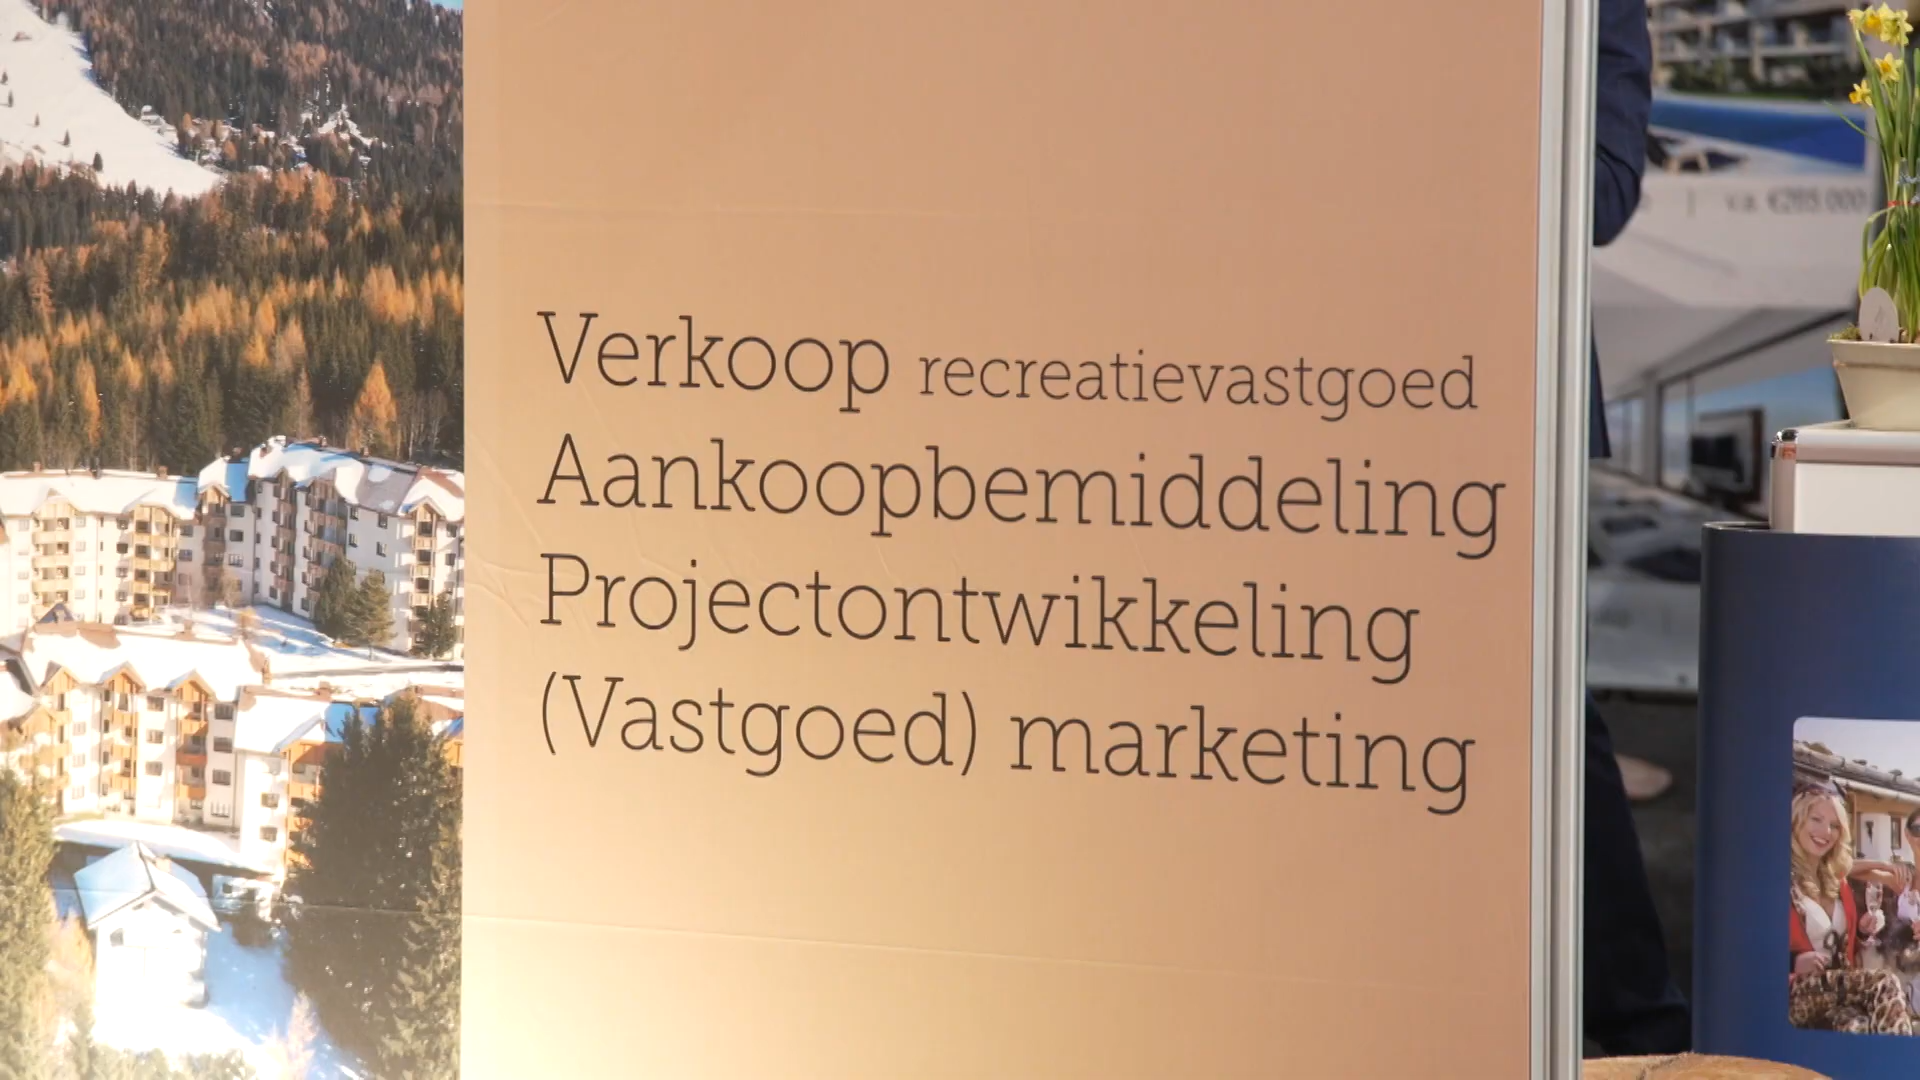 Verkoop recreatievastgoed
Aankoopbemiddeling
Projectontwikkeling
(Vastgoed) marketing